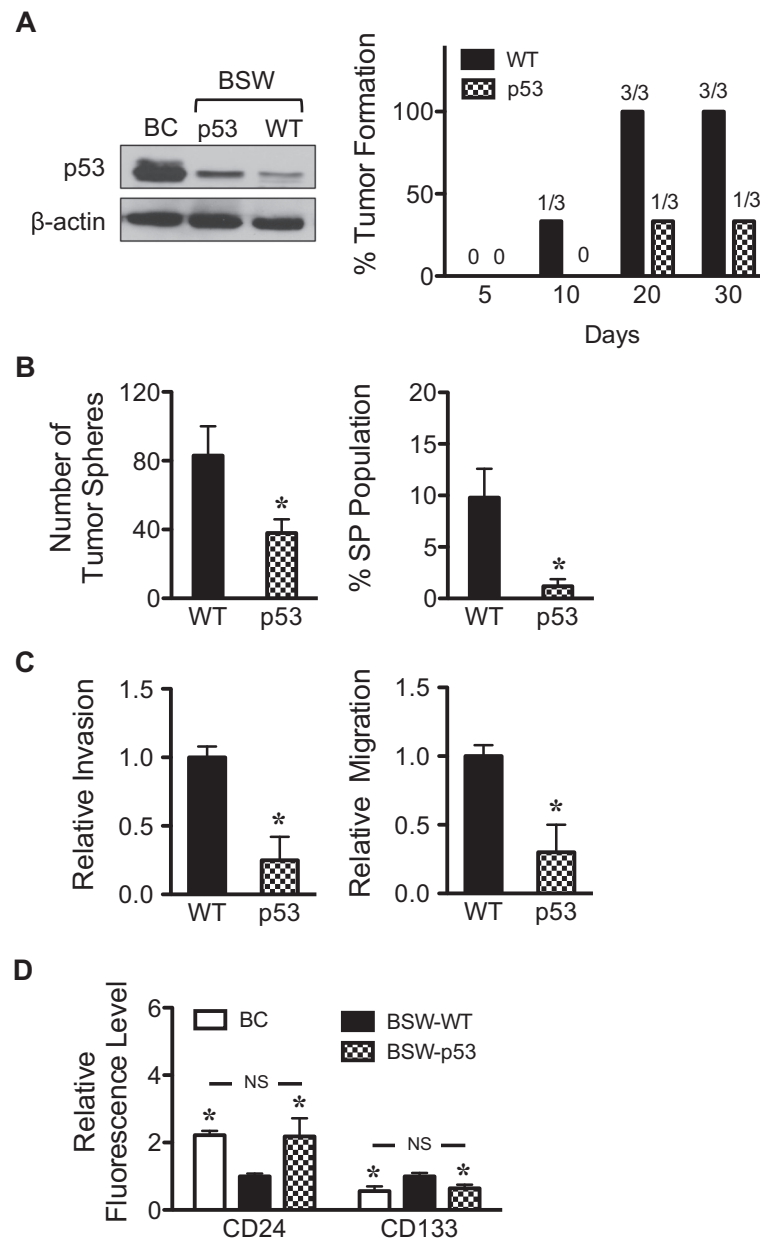 A
BSW
BC p53 WT
p53
β-actin
% Tumor Formation
100
50
0
WT
p53
0 0
1/3 0
3/3 1/3
3/3 1/3
5 10 20 30
Days
B
Number of
Tumor Spheres
120
80
40
0
*
WT p53
% SP Population
20
15
10
5
0
*
WT p53
C
Relative Invasion
1.5
1.0
0.5
0.0
*
WT p53
Relative Migration
1.5
1.0
0.5
0.0
*
WT p53
D
Relative
Fluorescence Level
6
4
2
0
BC
BSW-WT
BSW-p53
NS
* *
NS
* *
CD24 CD133